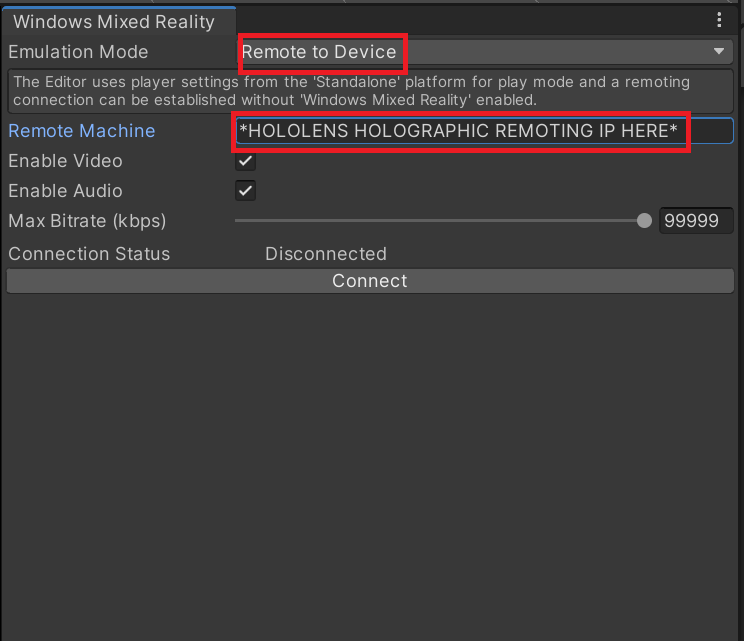 Windows Mixed Reality
Emulation Mode Remote to Device
The Editor uses player settings from the 'Standalone' platform for play mode and a remoting
connection can be established without 'Windows Mixed Reality' enabled.
Remote Machine *HOLOLENS HOLOGRAPHIC REMOTING IP HERE*
Enable Video
Enable Audio
Max Bitrate (kbps) 99999
Connection Status Disconnected
Connect